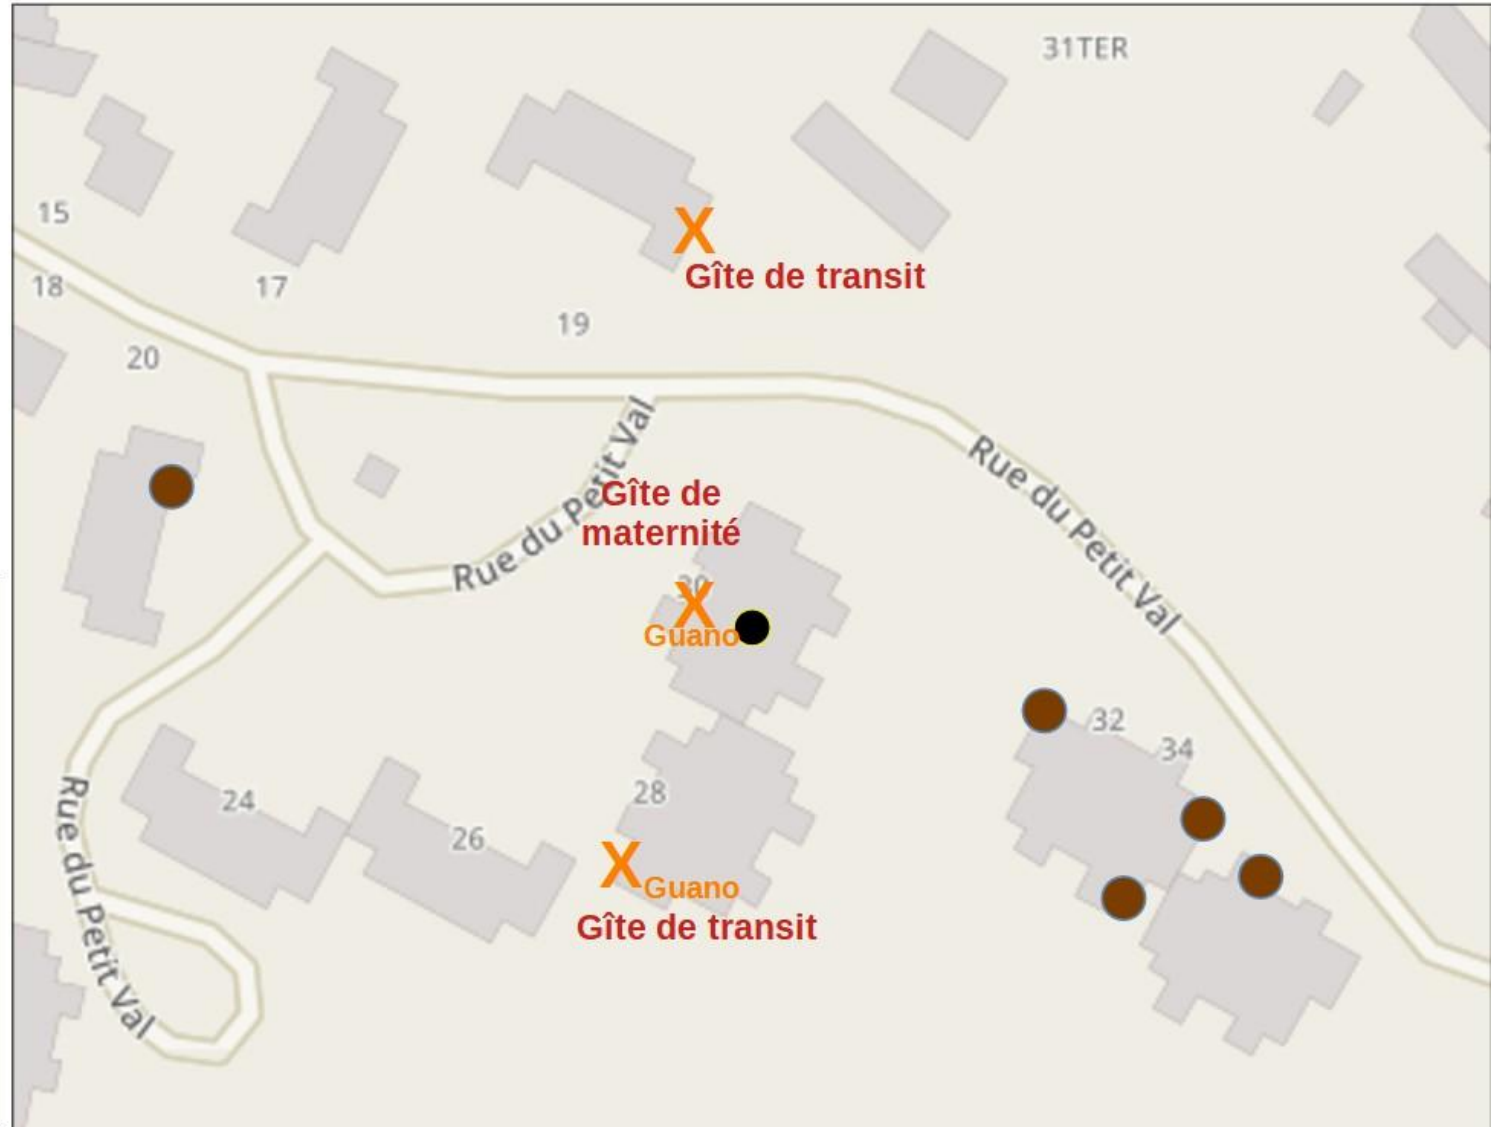 31TER
15
Gîte de transit
18
17
19
20
Rue du Petit Val
Rue du Petit Val
Gîte de
maternité
30
Guano
32
34
Rue du Petit Val
24
28
26
Guano
Gîte de transit